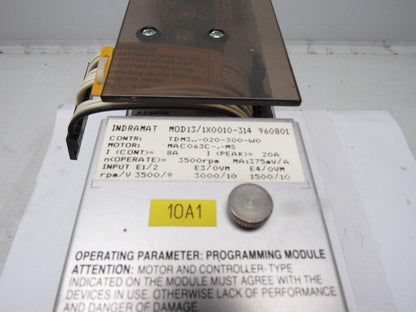 ATTENTION:
INDRAMAT MOD13/1X0010-314 960801
CONTR: TDM3..-020-300-W0
MOTOR: MAC063C-.-MS
I (CONT)= 8A I (PEAK)= 20A
n(OPERATE)= 3500rpm MA:375mV/A
INPUT E1/2 E3/0VM E4/0VM
rpm/V 3500/9 3000/10 1500/10
10A1
OPERATING PARAMETER: PROGRAMMING MODULE
ATTENTION: MOTOR AND CONTROLLER-TYPE
INDICATED ON THE MODULE MUST AGREE WITH THE
DEVICES IN USE. OTHERWISE LACK OF PERFORMANCE
AND DANGER OF DAMAGE.